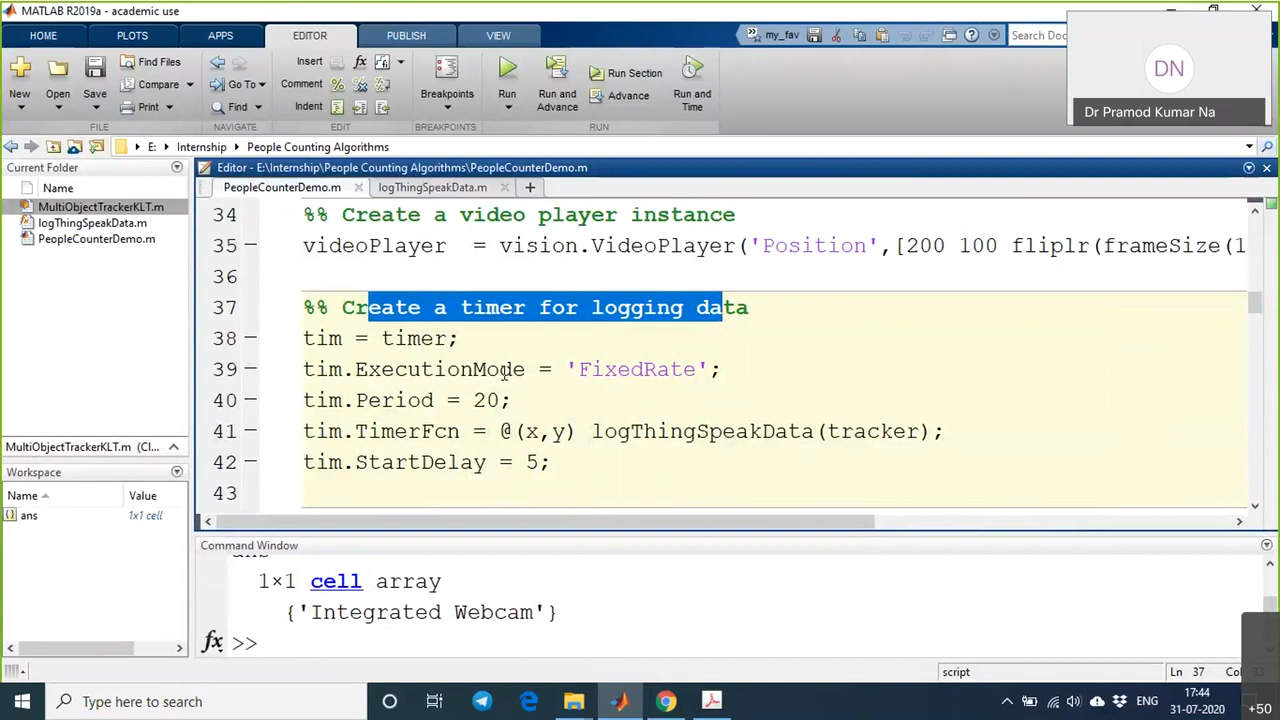 MATLAB R2019a - academic use
HOME PLOTS APPS EDITOR PUBLISH VIEW my_fav Search Doc
New Open Save Find Files Compare Print
Go To Find
Insert fx
Comment
Indent
Breakpoints
Run Run and Advance Run Section Advance Run and Time
FILE NAVIGATE EDIT BREAKPOINTS RUN
DN
Dr Pramod Kumar Na
E: Internship People Counting Algorithms
Current Folder
Name
MultiObjectTrackerKLT.m
logThingSpeakData.m
PeopleCounterDemo.m
MultiObjectTrackerKLT.m (Cl...
Workspace
Name Value
ans 1x1 cell
Editor - E:\Internship\People Counting Algorithms\PeopleCounterDemo.m
PeopleCounterDemo.m logThingSpeakData.m
34 %% Create a video player instance
35 videoPlayer = vision.VideoPlayer('Position',[200 100 fliplr(frameSize(1
36
37 %% Create a timer for logging data
38 tim = timer;
39 tim.ExecutionMode = 'FixedRate';
40 tim.Period = 20;
41 tim.TimerFcn = @(x,y) logThingSpeakData(tracker);
42 tim.StartDelay = 5;
43
Command Window
1×1 cell array
{'Integrated Webcam'}
fx >>
script Ln 37
Type here to search
ENG
17:44
31-07-2020
+50